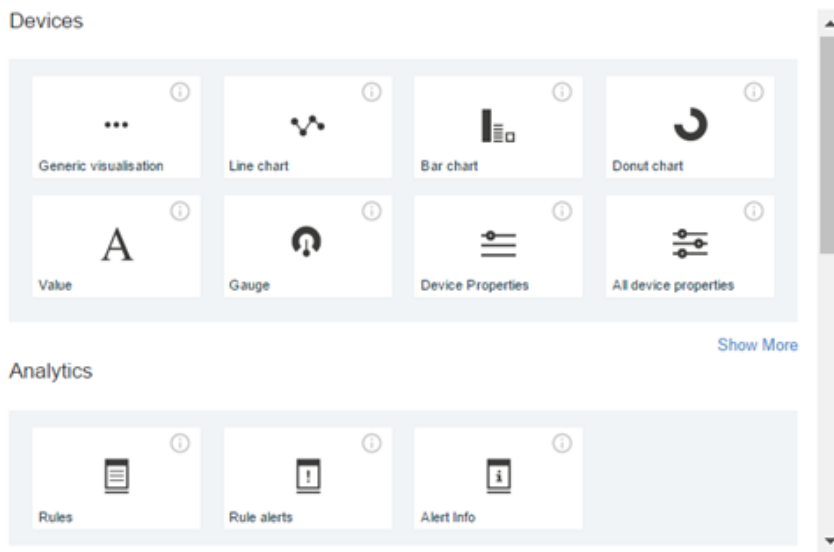 Devices
Generic visualisation
Line chart
Bar chart
Donut chart
A
Value
Gauge
Device Properties
All device properties
Show More
Analytics
Rules
Rule alerts
Alert Info